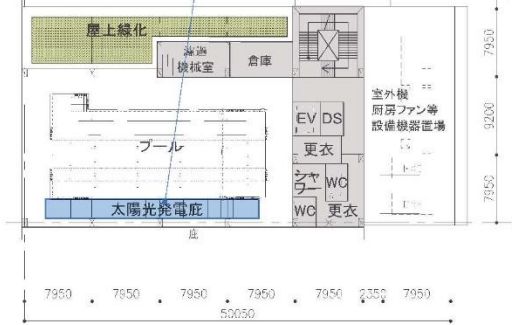 屋上緑化
濾過
機械室
倉庫
室外機
厨房ファン等
設備機器置場
EV
DS
プール
更衣
シャ
ワー
WC
太陽光発電庇
WC
更衣
庇
7950
9200
7950
7950
7950
7950
7950
7950
2350
7950
50050